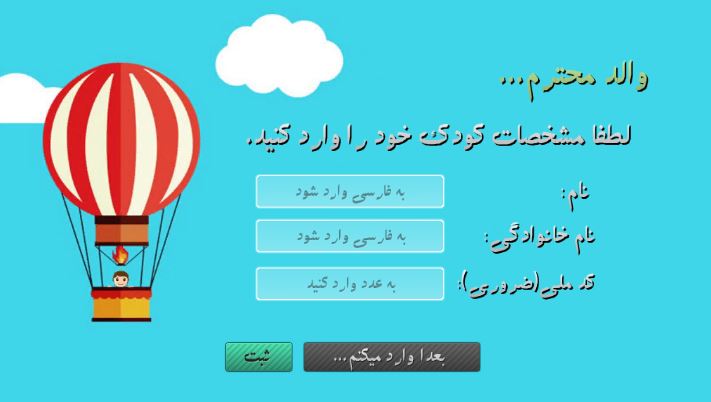 والد محترم...
لطفا مشخصات کودک خود را وارد کنید.
نام:
به فارسی وارد شود
نام خانوادگی:
به فارسی وارد شود
کد ملی(ضروری):
به عدد وارد کنید
بعدا وارد میکنم...
ثبت